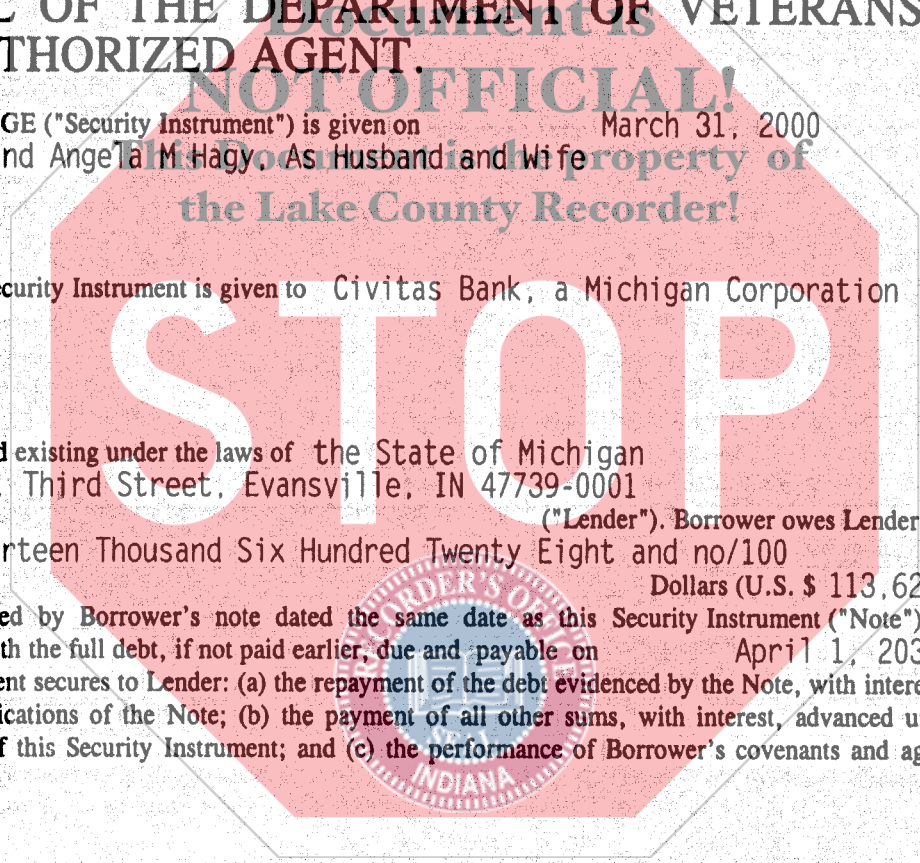 OF THE DEPARTMENT OF VETERANS
THORIZED AGENT.
Document is
NOT OFFICIAL!
This Document is the property of
the Lake County Recorder!
GE ("Security Instrument") is given on March 31, 2000
nd Angela M Hagy, As Husband and Wife
curity Instrument is given to Civitas Bank, a Michigan Corporation
STOP
d existing under the laws of the State of Michigan
Third Street, Evansville, IN 47739-0001
("Lender"). Borrower owes Lender
rteen Thousand Six Hundred Twenty Eight and no/100
Dollars (U.S. $ 113,62
ed by Borrower's note dated the same date as this Security Instrument ("Note")
th the full debt, if not paid earlier, due and payable on April 1, 203
ent secures to Lender: (a) the repayment of the debt evidenced by the Note, with intere
ications of the Note; (b) the payment of all other sums, with interest, advanced u
f this Security Instrument; and (c) the performance of Borrower's covenants and ag
RECORDER'S OFFICE
SEAL
INDIANA